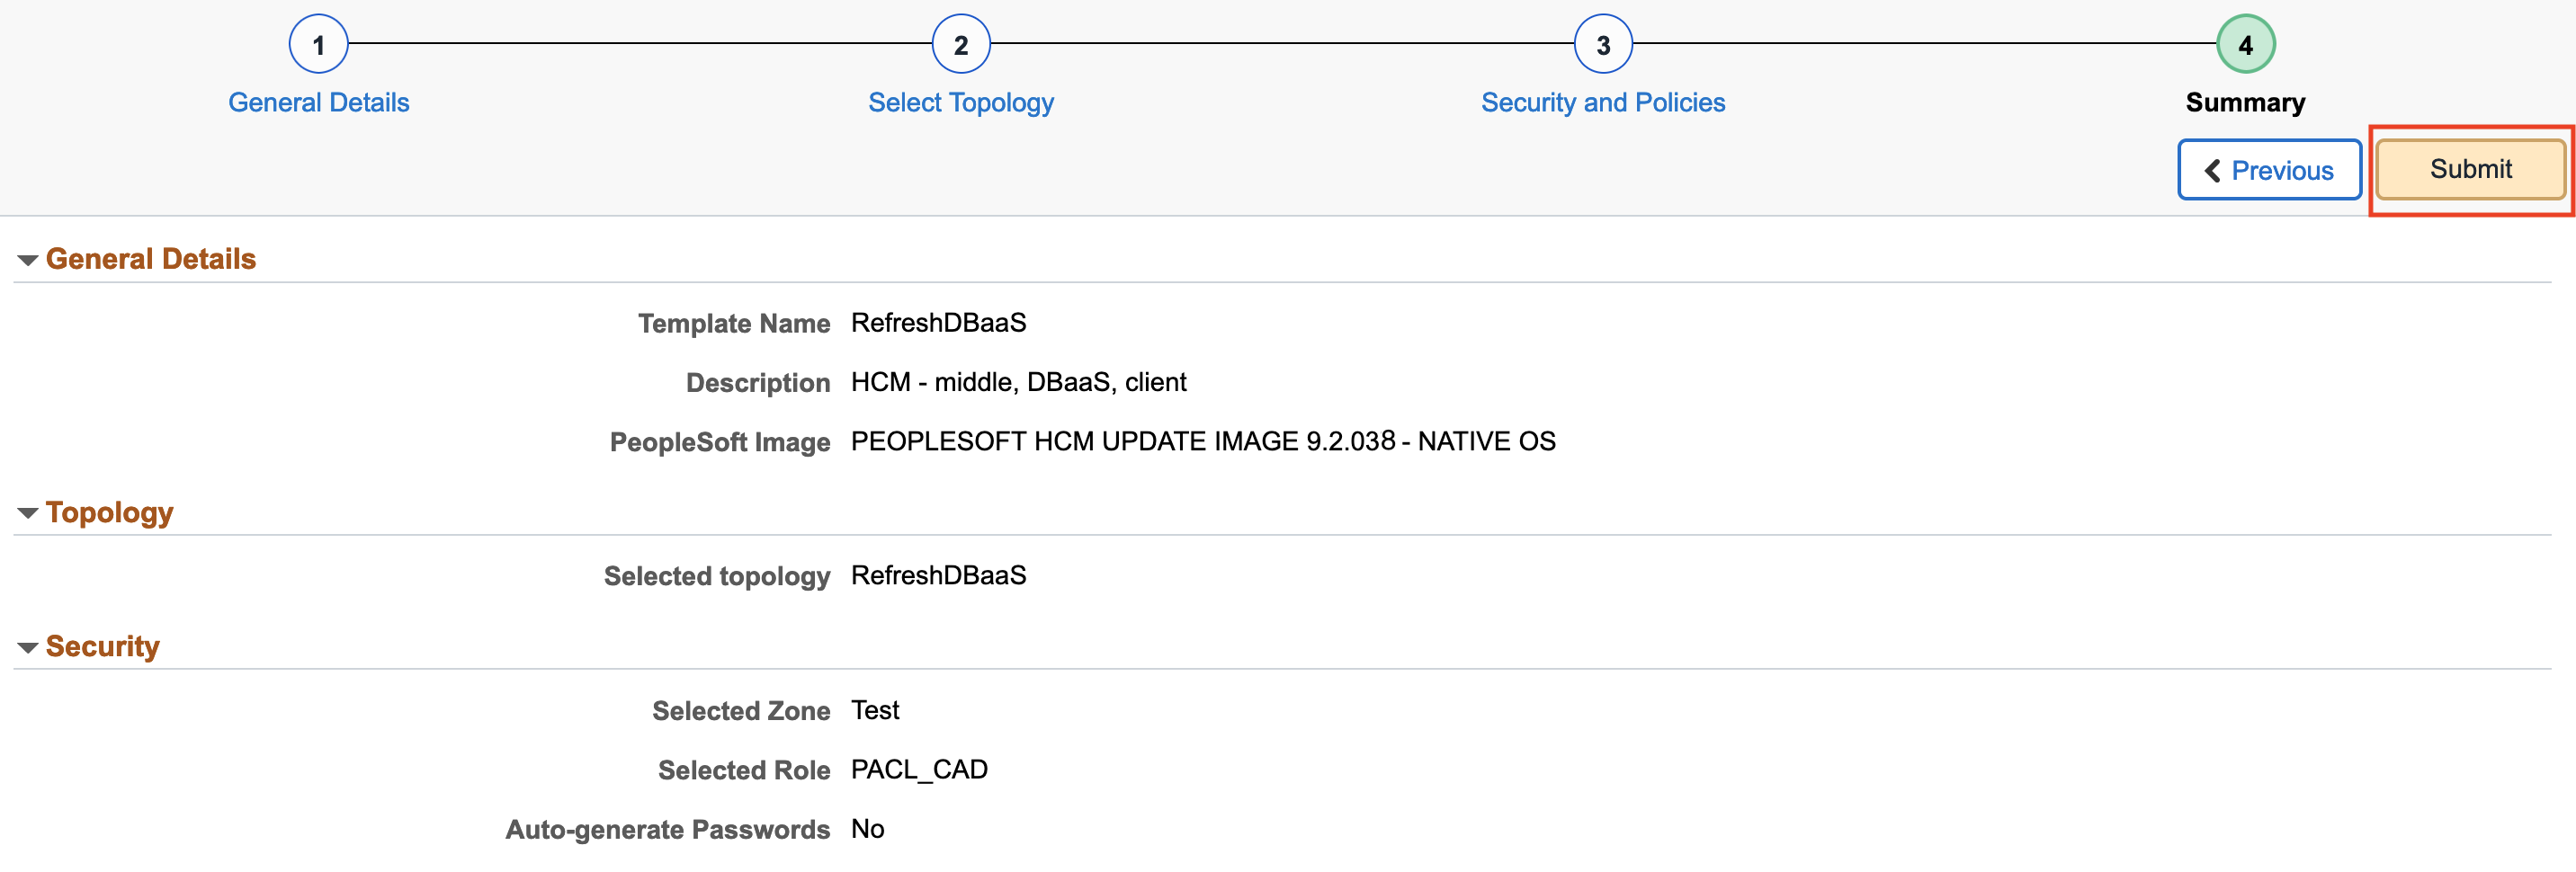 1 2 3 4
General Details Select Topology Security and Policies Summary
Previous Submit
General Details
Template Name RefreshDBaaS
Description HCM - middle, DBaaS, client
PeopleSoft Image PEOPLESOFT HCM UPDATE IMAGE 9.2.038 - NATIVE OS
Topology
Selected topology RefreshDBaaS
Security
Selected Zone Test
Selected Role PACL_CAD
Auto-generate Passwords No